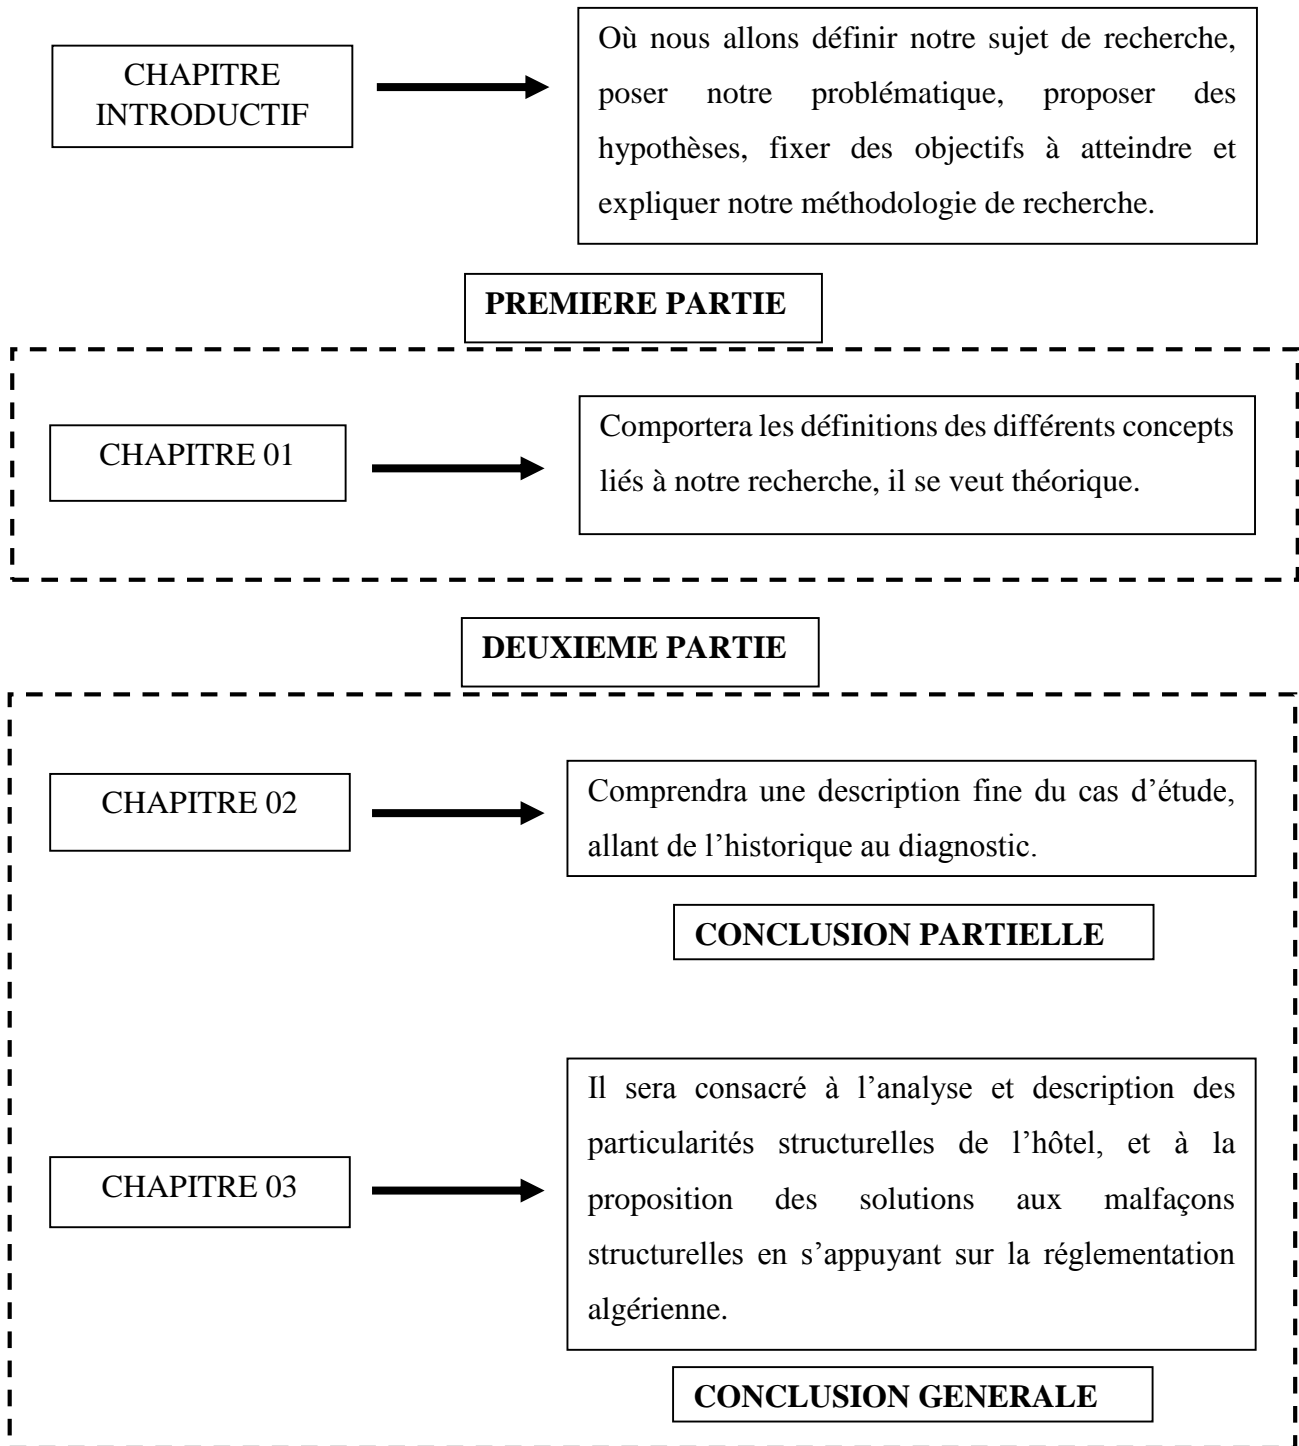 CHAPITRE
INTRODUCTIF
Où nous allons définir notre sujet de recherche,
poser notre problématique, proposer des
hypothèses, fixer des objectifs à atteindre et
expliquer notre méthodologie de recherche.
PREMIERE PARTIE
CHAPITRE 01
Comportera les définitions des différents concepts
liés à notre recherche, il se veut théorique.
DEUXIEME PARTIE
CHAPITRE 02
Comprendra une description fine du cas d’étude,
allant de l’historique au diagnostic.
CONCLUSION PARTIELLE
CHAPITRE 03
Il sera consacré à l’analyse et description des
particularités structurelles de l’hôtel, et à la
proposition des solutions aux malfaçons
structurelles en s’appuyant sur la réglementation
algérienne.
CONCLUSION GENERALE